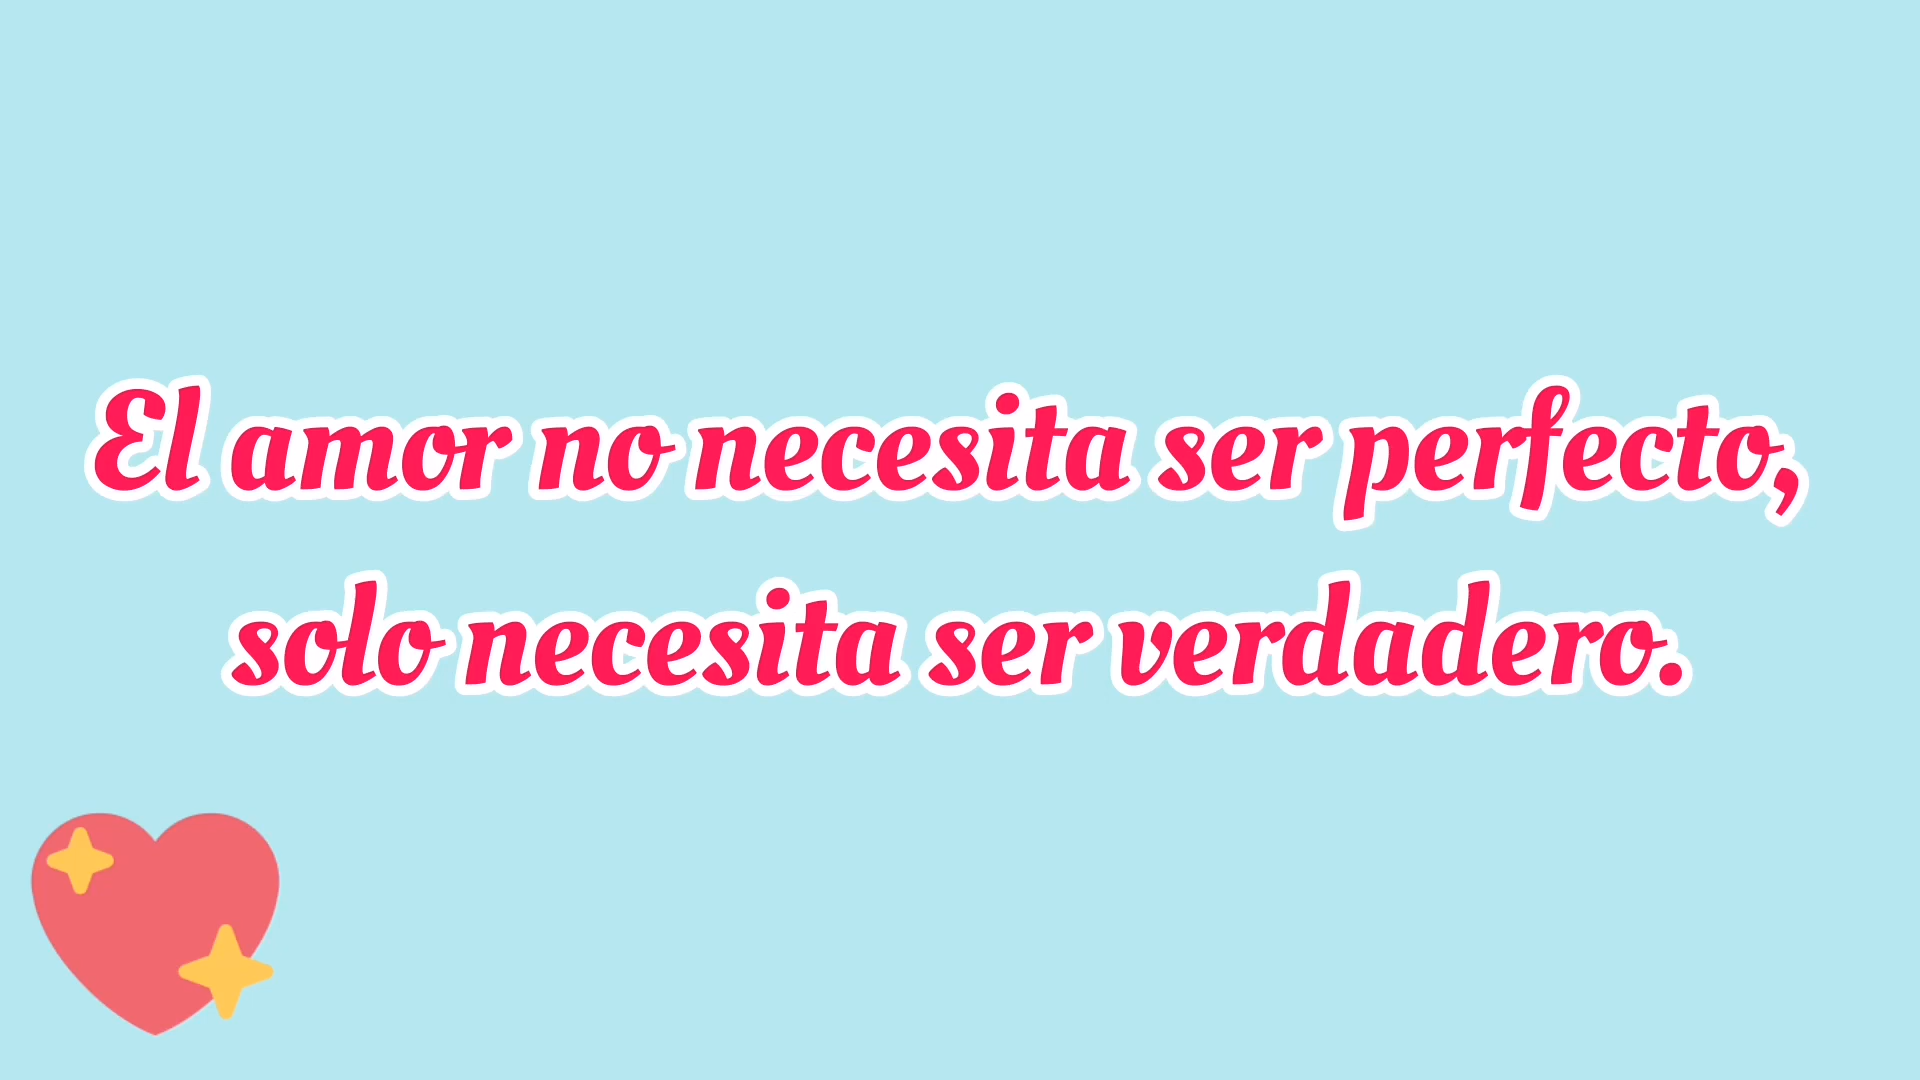 El amor no necesita ser perfecto,
solo necesita ser verdadero.